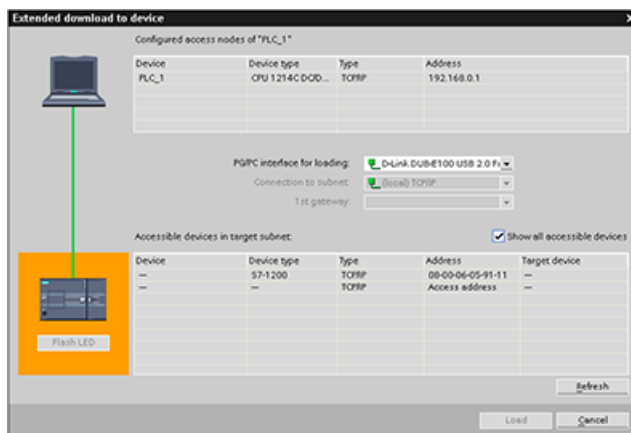 Extended download to device
Configured access nodes of "PLC_1"
Device Device type Type Address
PLC_1 CPU 1214C DC/D... TCP/IP 192.168.0.1
PG/PC interface for loading: D-Link DUB-E100 USB 2.0 Fa
Connection to subnet: (local) TCP/IP
1st gateway:
Accessible devices in target subnet: Show all accessible devices
Device Device type Type Address Target device
— S7-1200 TCP/IP 08-00-06-05-91-11 —
— — TCP/IP Access address —
Flash LED
Refresh
Load Cancel